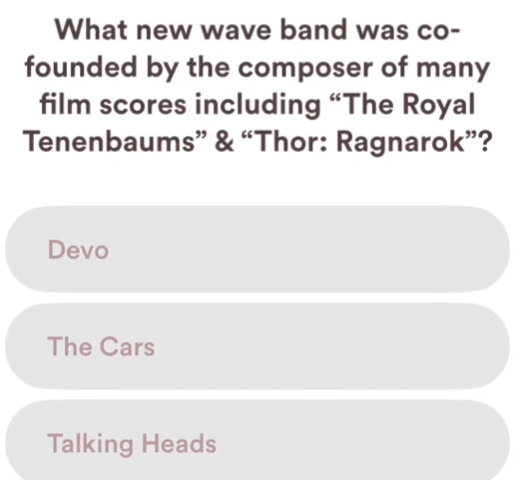 What new wave band was co-
founded by the composer of many
film scores including “The Royal
Tenenbaums” & “Thor: Ragnarok”?
Devo
The Cars
Talking Heads